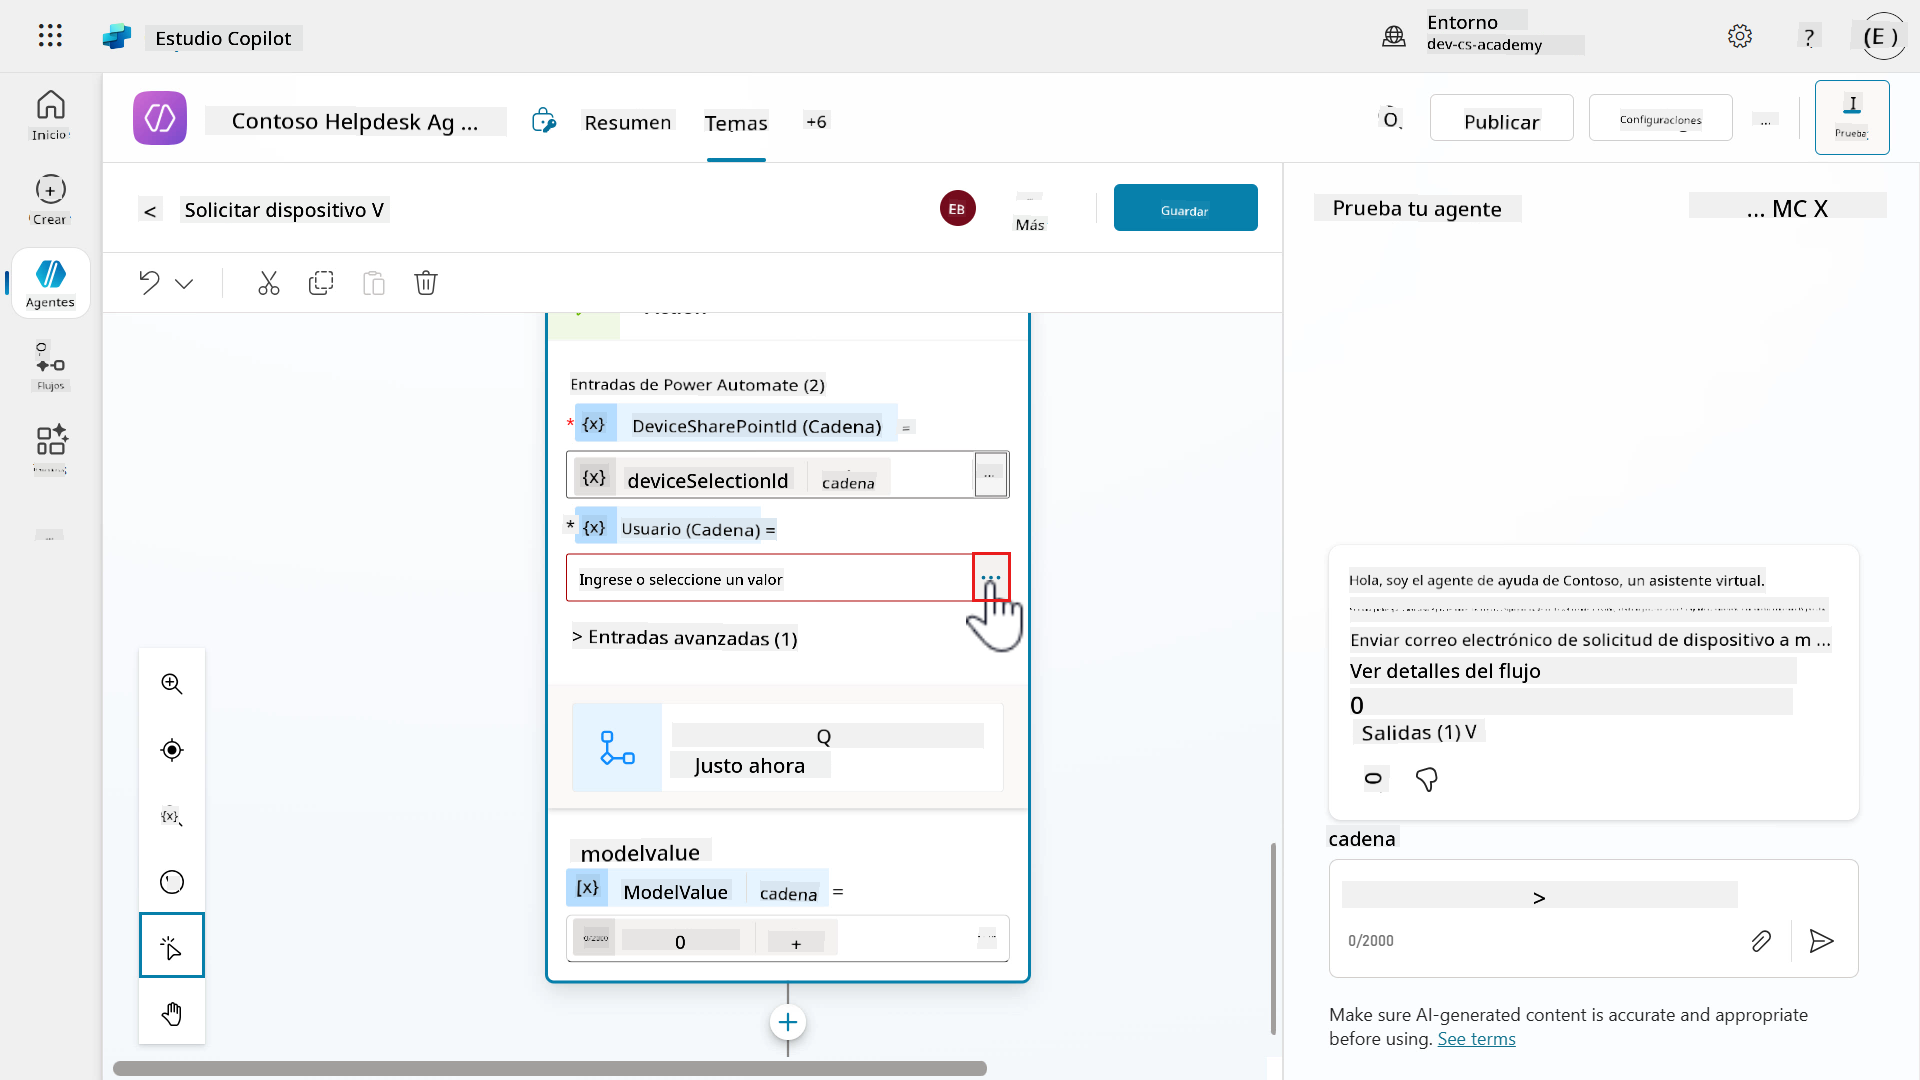 Estudio Copilot
Entorno
dev-cs-academy
?
(E )
Inicio
Crear
Agentes
Flujos
Contoso Helpdesk Ag ...
Resumen
Temas
+6
Publicar
Configuraciones
...
Prueba
< Solicitar dispositivo V
EB
Más
Guardar
Entradas de Power Automate (2)
* {x} DeviceSharePointId (Cadena) =
{x} deviceSelectionId cadena ...
* {x} Usuario (Cadena) =
Ingrese o seleccione un valor ...
> Entradas avanzadas (1)
Q
Justo ahora
modelvalue
[x} ModelValue cadena =
0 +
{x}
Prueba tu agente
... MC X
Hola, soy el agente de ayuda de Contoso, un asistente virtual.
Enviar correo electrónico de solicitud de dispositivo a m ...
Ver detalles del flujo
0
Salidas (1) V
cadena
>
0/2000
Make sure AI-generated content is accurate and appropriate
before using. See terms